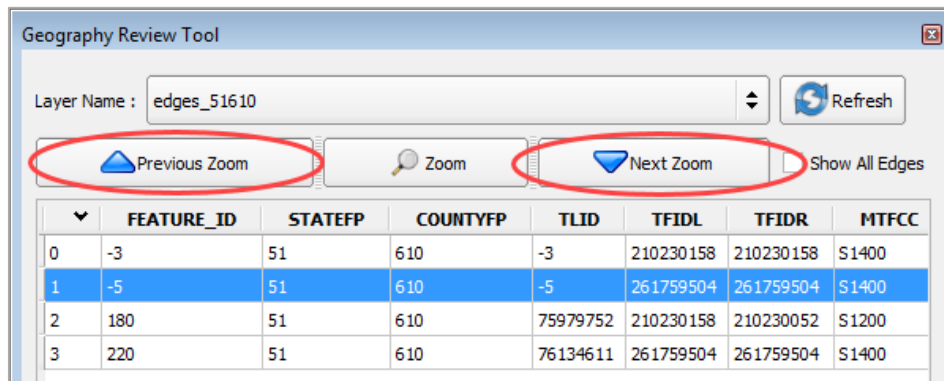 Geography Review Tool
Layer Name : edges_51610 Refresh
Previous Zoom Zoom Next Zoom Show All Edges
FEATURE_ID STATEFP COUNTYFP TLID TFIDL TFIDR MTFCC
0 -3 51 610 -3 210230158 210230158 S1400
1 -5 51 610 -5 261759504 261759504 S1400
2 180 51 610 75979752 210230158 210230052 S1200
3 220 51 610 76134611 261759504 261759504 S1400